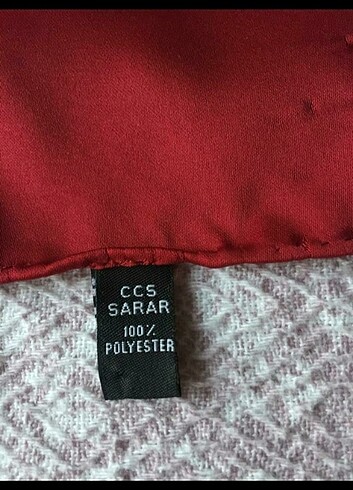 CCS
SARAR
100%
POLYESTER